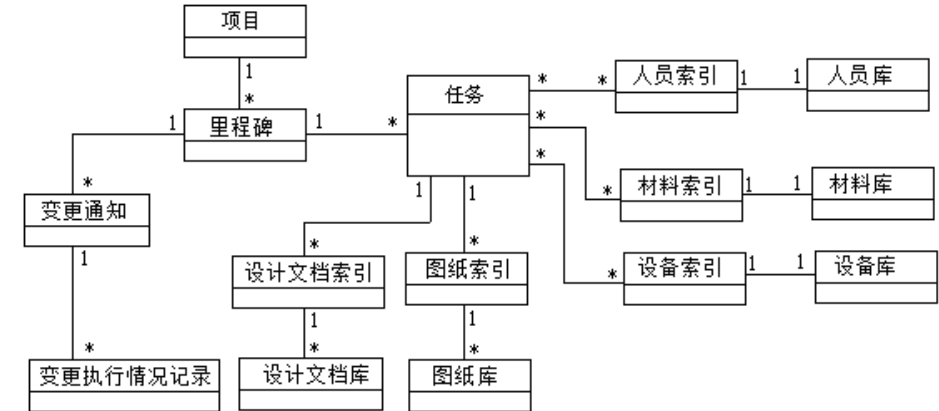 项目
1
*
里程碑
1
*
1
*
任务
*
*
人员索引
1
1
人员库
*
*
材料索引
1
1
材料库
*
*
设备索引
1
1
设备库
变更通知
1
*
变更执行情况记录
1
*
设计文档索引
1
*
设计文档库
1
*
图纸索引
1
*
图纸库